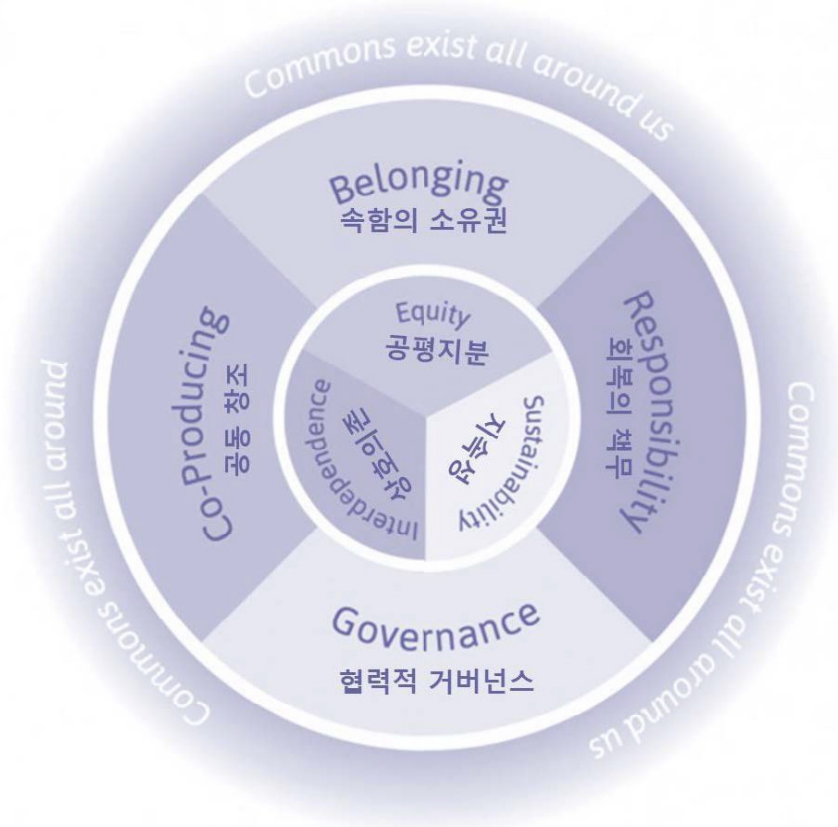 Commons exist all around us
Belonging
속함의 소유권
Equity
공평지분
Co-Producing
공동 창조
Interdependence
상호의존
Sustainability
지속성
Responsibility
회복의 책무
Governance
협력적 거버넌스
Commons exist all around
Commons exist all around us